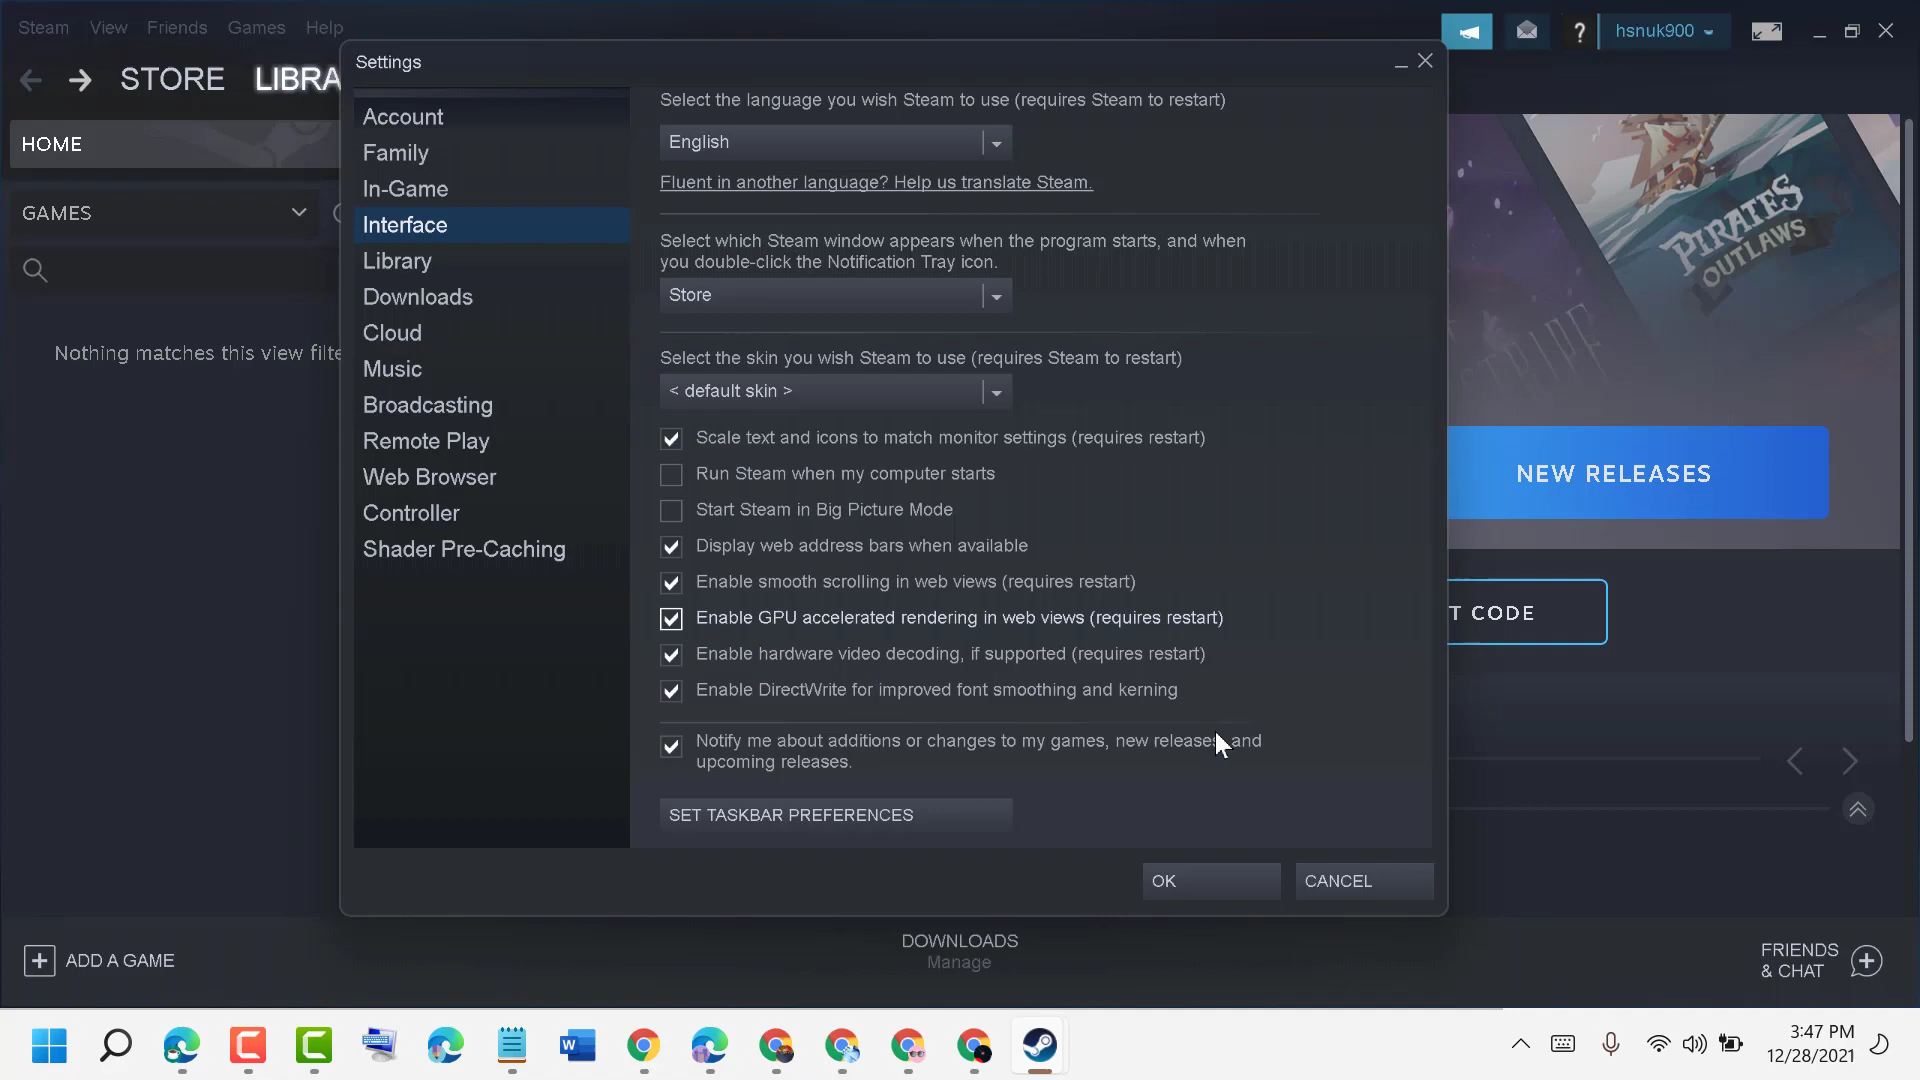 Steam View Friends Games Help
hsnuk900
Settings
STORE LIBRA
HOME
GAMES
Nothing matches this view filte
Account
Family
In-Game
Interface
Library
Downloads
Cloud
Music
Broadcasting
Remote Play
Web Browser
Controller
Shader Pre-Caching
Select the language you wish Steam to use (requires Steam to restart)
English
Fluent in another language? Help us translate Steam.
Select which Steam window appears when the program starts, and when
you double-click the Notification Tray icon.
Store
Select the skin you wish Steam to use (requires Steam to restart)
< default skin >
Scale text and icons to match monitor settings (requires restart)
Run Steam when my computer starts
Start Steam in Big Picture Mode
Display web address bars when available
Enable smooth scrolling in web views (requires restart)
Enable GPU accelerated rendering in web views (requires restart)
Enable hardware video decoding, if supported (requires restart)
Enable DirectWrite for improved font smoothing and kerning
Notify me about additions or changes to my games, new releases, and
upcoming releases.
SET TASKBAR PREFERENCES
OK
CANCEL
PIRATES
OUTLAWS
NEW RELEASES
T CODE
ADD A GAME
DOWNLOADS
Manage
FRIENDS
& CHAT
3:47 PM
12/28/2021